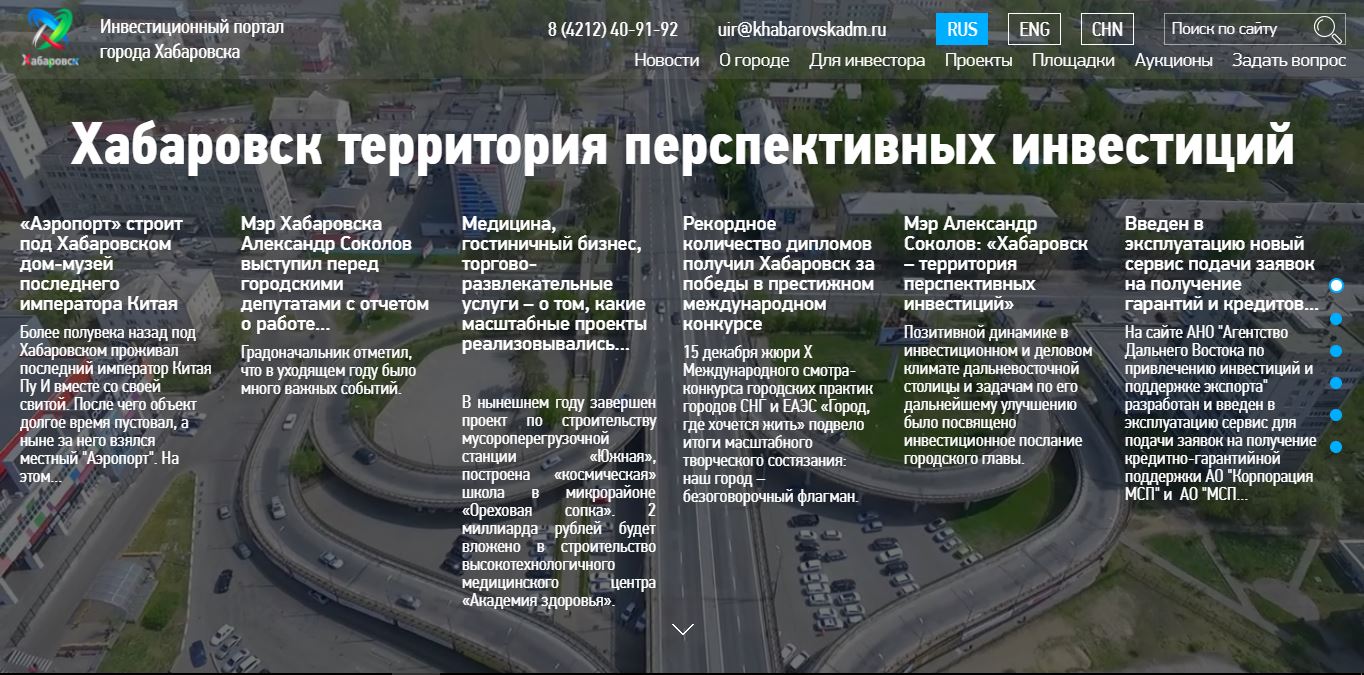 Хабаровск
Инвестиционный портал
города Хабаровска
8 (4212) 40-91-92
uir@khabarovskadm.ru
RUS
ENG
CHN
Поиск по сайту
Новости
О городе
Для инвестора
Проекты
Площадки
Аукционы
Задать вопрос
Хабаровск территория перспективных инвестиций
«Аэропорт» строит
под Хабаровском
дом-музей
последнего
императора Китая
Более полувека назад под
Хабаровском проживал
последний император Китая
Пу И вместе со своей
свитой. После чего объект
долгое время пустовал, а
ныне за него взялся
местный "Аэропорт". На
этом...
Мэр Хабаровска
Александр Соколов
выступил перед
городскими
депутатами с отчетом
о работе...
Градоначальник отметил,
что в уходящем году было
много важных событий.
Медицина,
гостиничный бизнес,
торгово-
развлекательные
услуги – о том, какие
масштабные проекты
реализовывались...
В нынешнем году завершен
проект по строительству
мусороперегрузочной
станции «Южная»,
построена «космическая»
школа в микрорайоне
«Ореховая сопка». 2
миллиарда рублей будет
вложено в строительство
высокотехнологичного
медицинского центра
«Академия здоровья».
Рекордное
количество дипломов
получил Хабаровск за
победы в престижном
международном
конкурсе
15 декабря жюри X
Международного смотра-
конкурса городских практик
городов СНГ и ЕАЭС «Город,
где хочется жить» подвело
итоги масштабного
творческого состязания:
наш город –
безоговорочный флагман.
Мэр Александр
Соколов: «Хабаровск
– территория
перспективных
инвестиций»
Позитивной динамике в
инвестиционном и деловом
климате дальневосточной
столицы и задачам по его
дальнейшему улучшению
было посвящено
инвестиционное послание
городского главы.
Введен в
эксплуатацию новый
сервис подачи заявок
на получение
гарантий и кредитов...
На сайте АНО "Агентство
Дальнего Востока по
привлечению инвестиций и
поддержке экспорта"
разработан и введен в
эксплуатацию сервис для
подачи заявок на получение
кредитно-гарантийной
поддержки АО "Корпорация
МСП" и АО "МСП...